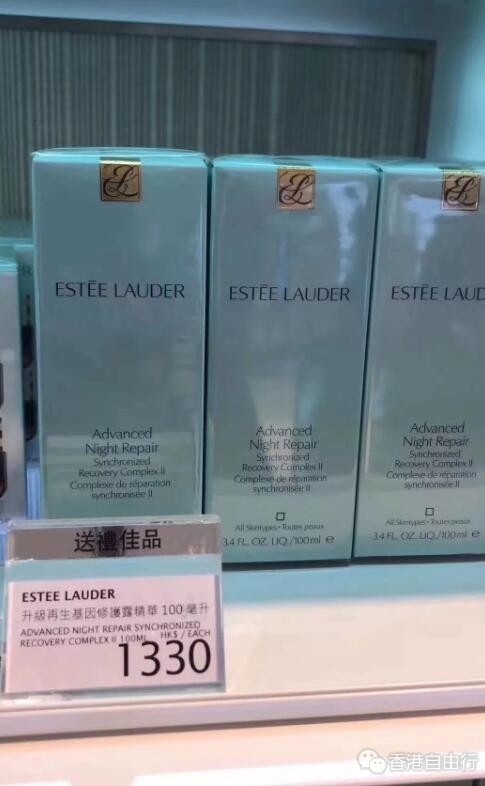 ESTĒE LAUDER
Advanced
Night Repair
Synchronized
Recovery Complex II
Complexe de réparation
synchronisée II
ESTĒE LAUDER
Advanced
Night Repair
Synchronized
Recovery Complex II
Complexe de réparation
synchronisée II
All Skintypes • Toutes peaux
3.4 FL. OZ. LIQ./100ml e
ESTĒE LAUD
Advanced
Night Repair
Synchronized
Recovery Complex II
Complexe de réparation
synchronisée II
All Skintypes • Toutes peaux
3.4 FL. OZ. LIQ./100ml e
送禮佳品
ESTEE LAUDER
升級再生基因修護露精華 100 毫升
ADVANCED NIGHT REPAIR SYNCHRONIZED
RECOVERY COMPLEX II 100ML HK$ / EACH
1330
香港自由行